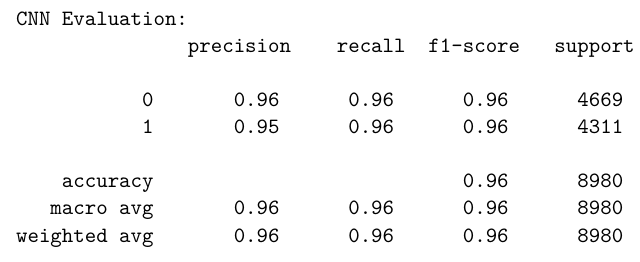 CNN Evaluation:
precision recall f1-score support
0 0.96 0.96 0.96 4669
1 0.95 0.96 0.96 4311
accuracy 0.96 8980
macro avg 0.96 0.96 0.96 8980
weighted avg 0.96 0.96 0.96 8980